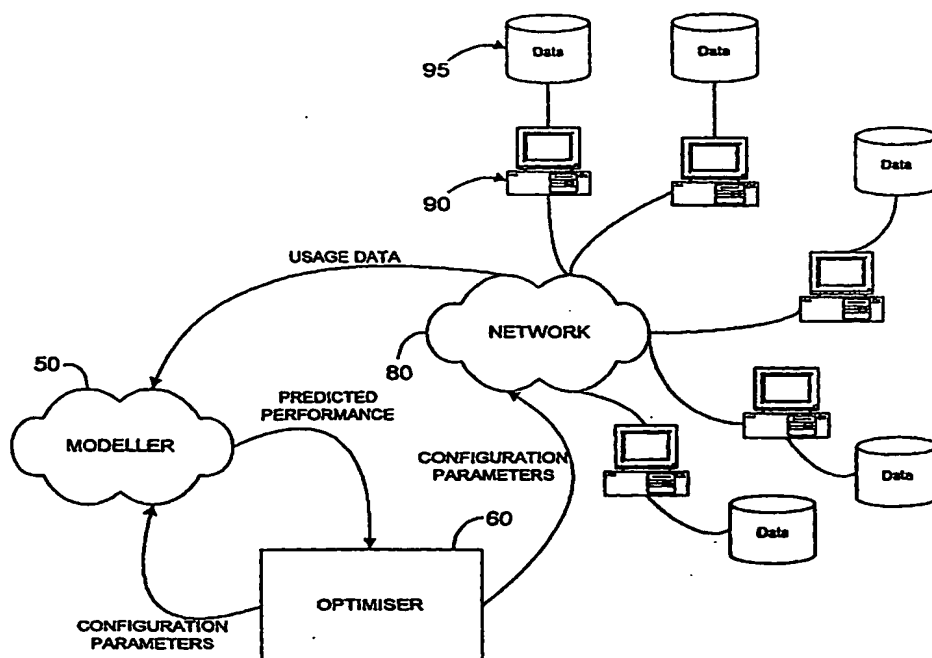 Data
Data
95
Data
90
USAGE DATA
NETWORK
80
50
PREDICTED
PERFORMANCE
MODELLER
CONFIGURATION
PARAMETERS
Data
60
Data
OPTIMISER
CONFIGURATION
PARAMETERS